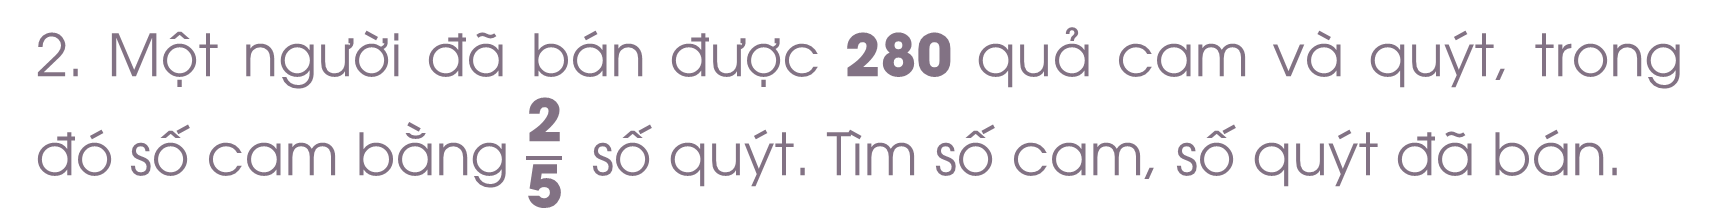 2. Một người đã bán được 280 quả cam và quýt, trong
đó số cam bằng 2/5 số quýt. Tìm số cam, số quýt đã bán.